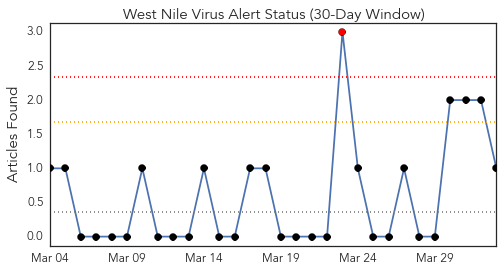 West Nile Virus Alert Status (30-Day Window)
Articles Found
3.0
2.5
2.0
1.5
1.0
0.5
0.0
Mar 04 Mar 09 Mar 14 Mar 19 Mar 24 Mar 29